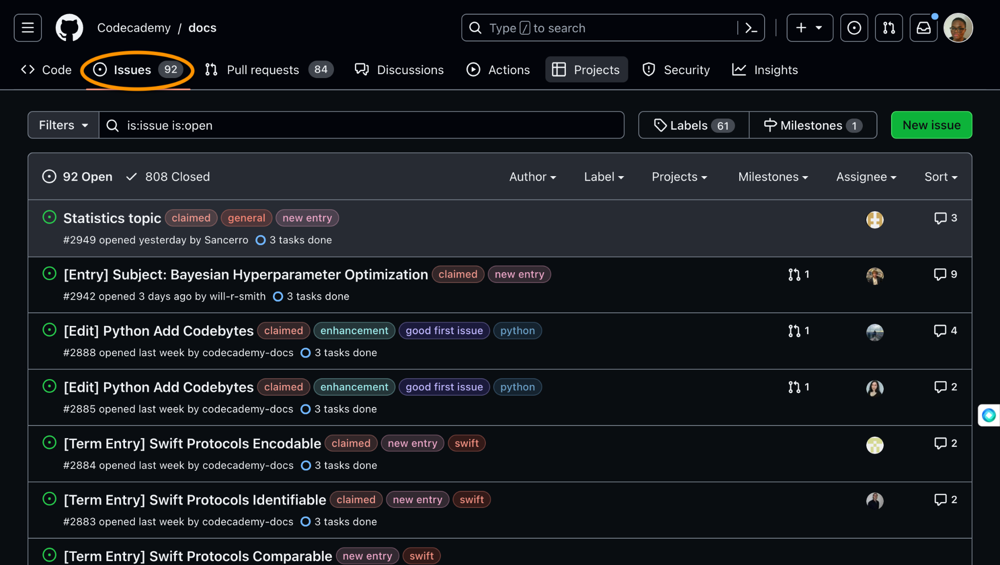 Codecademy / docs
Type / to search
Code Issues 92 Pull requests 84 Discussions Actions Projects Security Insights
Filters is:issue is:open Labels 61 Milestones 1 New issue
92 Open 808 Closed Author Label Projects Milestones Assignee Sort
Statistics topic claimed general new entry 3
#2949 opened yesterday by Sancerro 3 tasks done
[Entry] Subject: Bayesian Hyperparameter Optimization claimed new entry 1 9
#2942 opened 3 days ago by will-r-smith 3 tasks done
[Edit] Python Add Codebytes claimed enhancement good first issue python 1 4
#2888 opened last week by codecademy-docs 3 tasks done
[Edit] Python Add Codebytes claimed enhancement good first issue python 1 2
#2885 opened last week by codecademy-docs 3 tasks done
[Term Entry] Swift Protocols Encodable claimed new entry swift 2
#2884 opened last week by codecademy-docs 3 tasks done
[Term Entry] Swift Protocols Identifiable claimed new entry swift 2
#2883 opened last week by codecademy-docs 3 tasks done
[Term Entry] Swift Protocols Comparable new entry swift